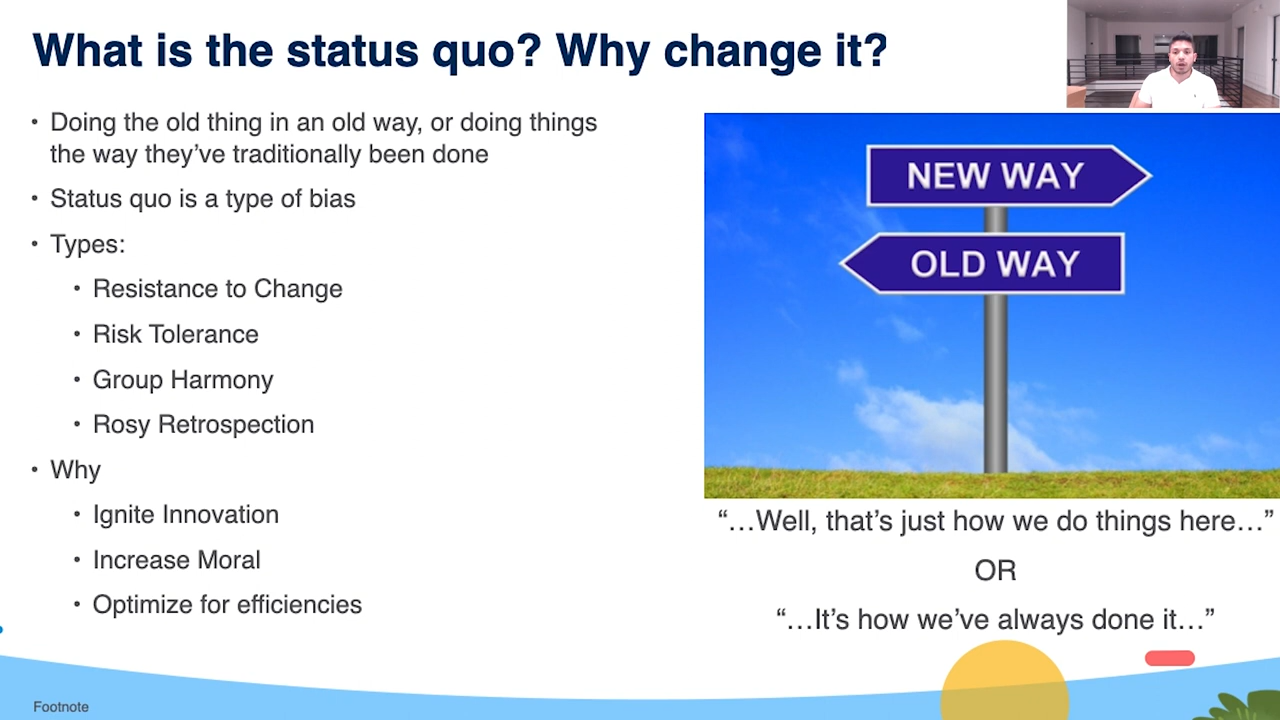 What is the status quo? Why change it?
• Doing the old thing in an old way, or doing things
the way they’ve traditionally been done
• Status quo is a type of bias
• Types:
• Resistance to Change
• Risk Tolerance
• Group Harmony
• Rosy Retrospection
• Why
• Ignite Innovation
• Increase Moral
• Optimize for efficiencies
NEW WAY
OLD WAY
“…Well, that’s just how we do things here…”
OR
“…It’s how we’ve always done it…”
Footnote